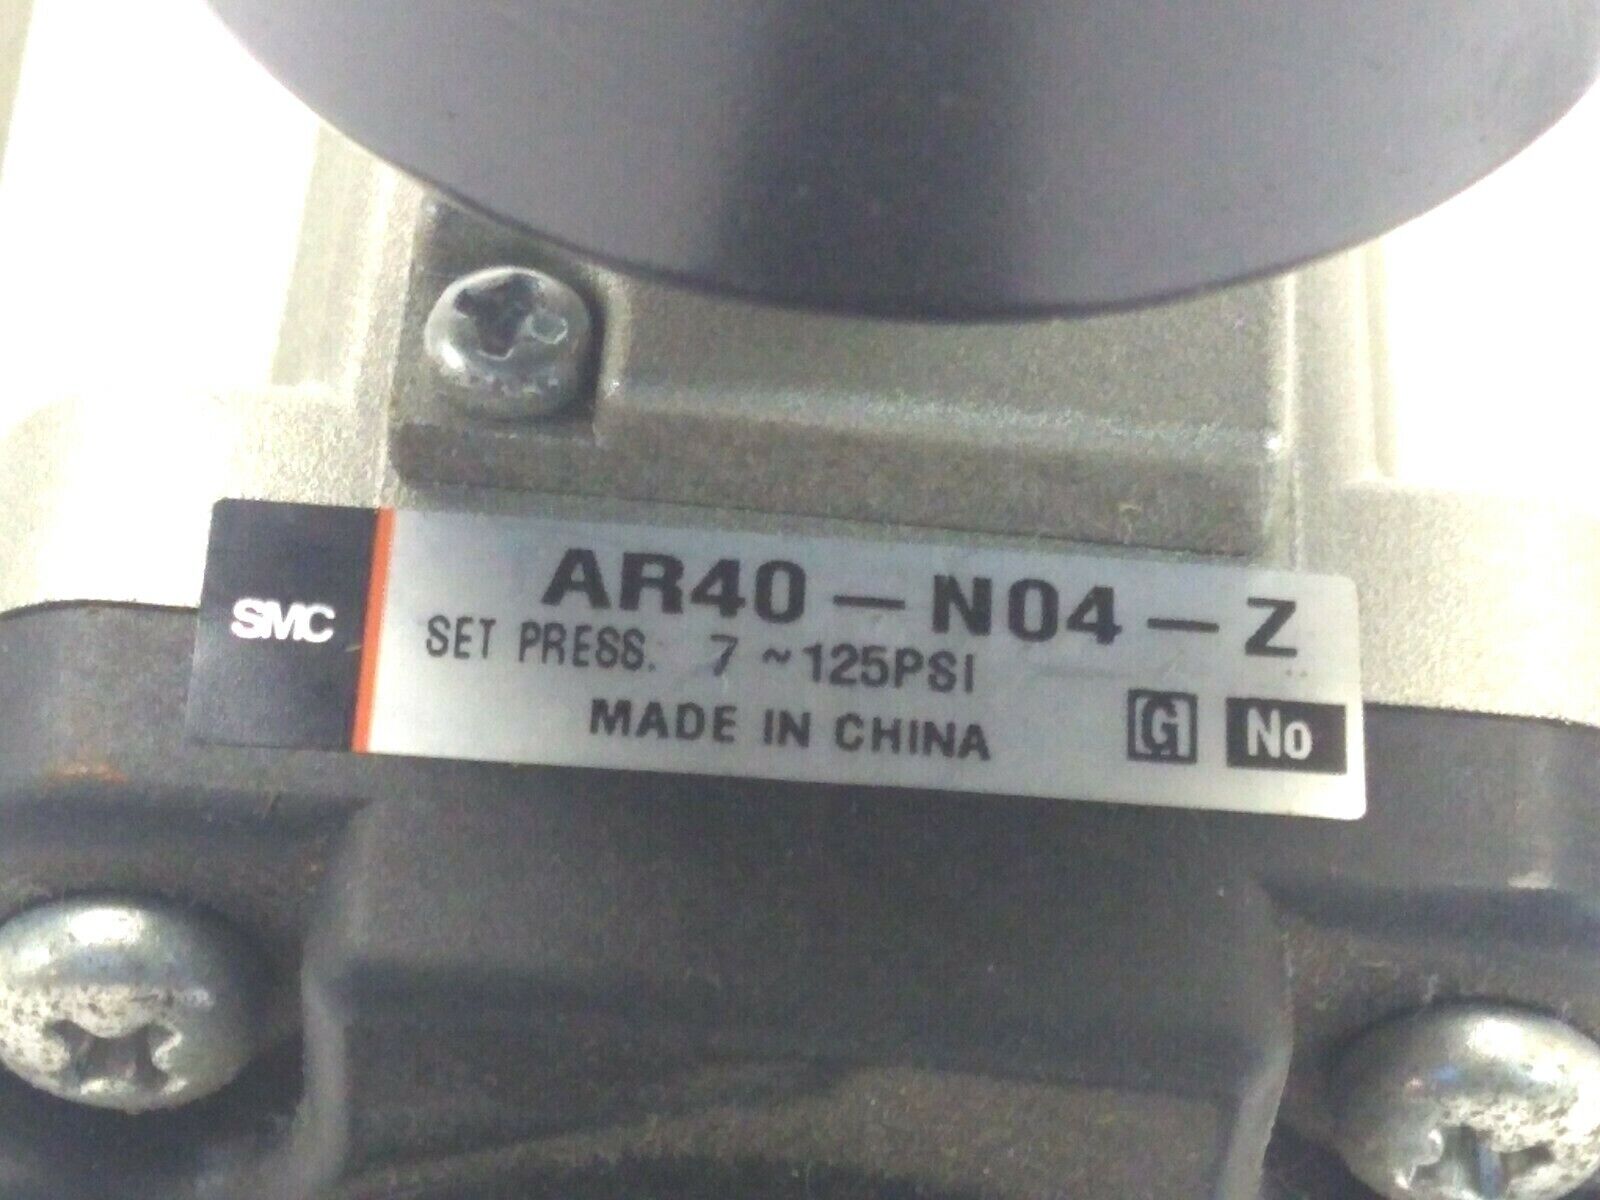 SMC
AR40-N04-Z
SET PRESS. 7~125PSI
MADE IN CHINA
G No